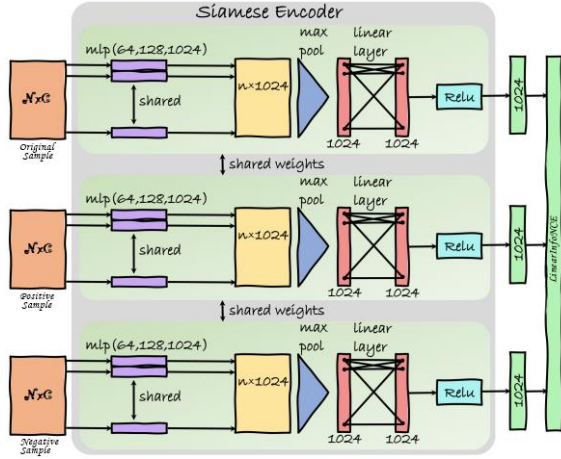 Siamese Encoder
mlp(64,128,1024)
max
pool
linear
layer
N×C
shared
n×1024
Relu
1024
1024
1024
Original
Sample
shared weights
mlp(64,128,1024)
max
pool
linear
layer
N×C
shared
n×1024
Relu
1024
1024
1024
Positive
Sample
shared weights
mlp(64,128,1024)
max
pool
linear
layer
N×C
shared
n×1024
Relu
1024
1024
1024
Negative
Sample
LinearInfoNCE